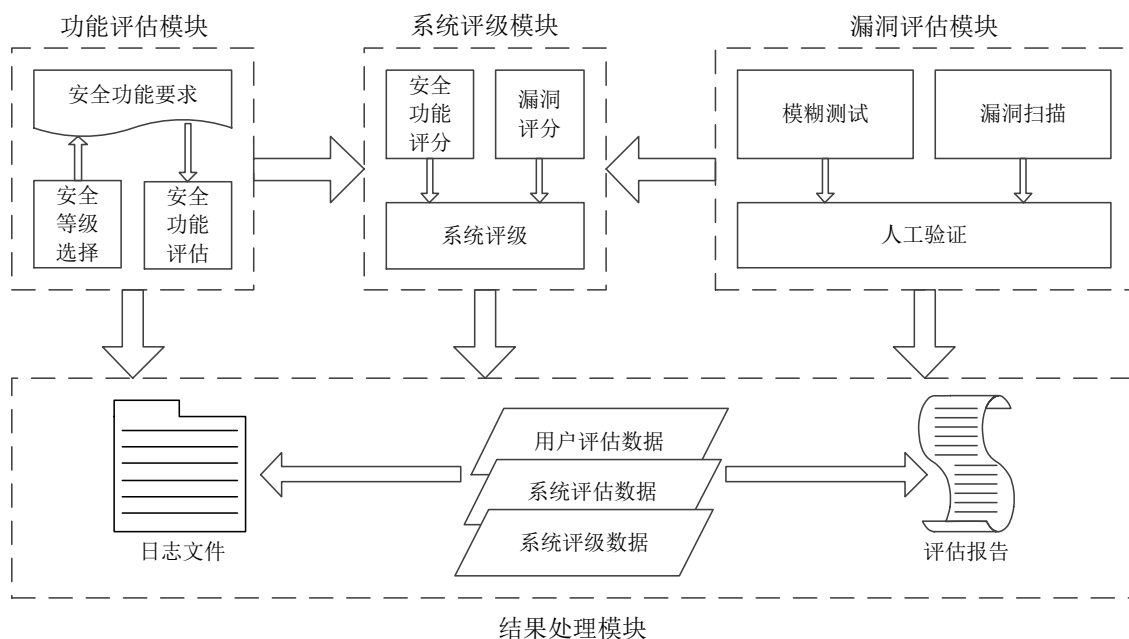 功能评估模块
系统评级模块
漏洞评估模块
安全功能要求
安全
等级
选择
安全
功能
评估
安全
功能
评分
漏洞
评分
系统评级
模糊测试
漏洞扫描
人工验证
用户评估数据
系统评估数据
系统评级数据
日志文件
评估报告
结果处理模块